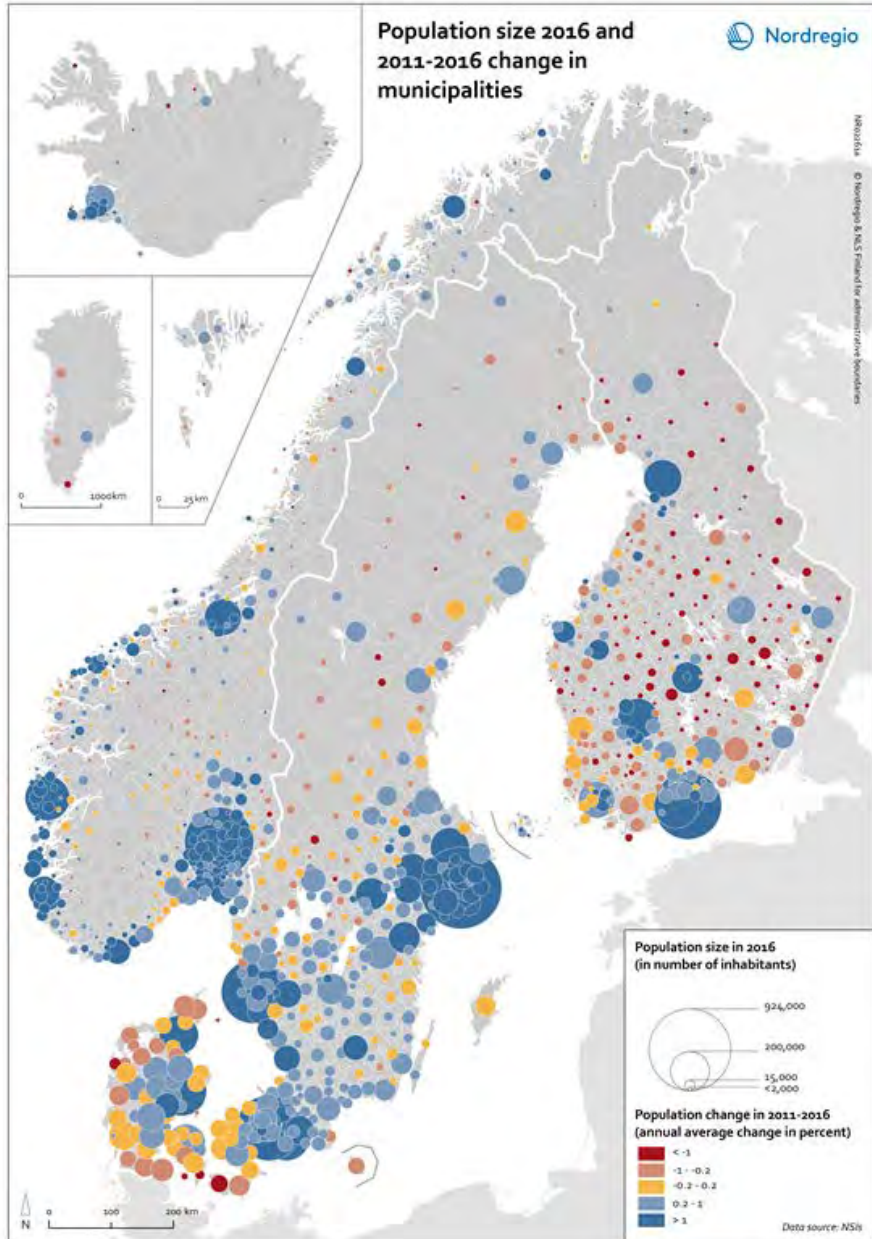 Population size 2016 and
2011-2016 change in
municipalities
Nordregio
© Nordregio & NLS Finland for administrative boundaries
0 1000 km
0 25 km
Population size in 2016
(in number of inhabitants)
924,000
200,000
15,000
<2,000
Population change in 2011-2016
(annual average change in percent)
< -1
-1 - -0.2
-0.2 - 0.2
0.2 - 1
> 1
N
0 100 200 km
Data source: NSIs